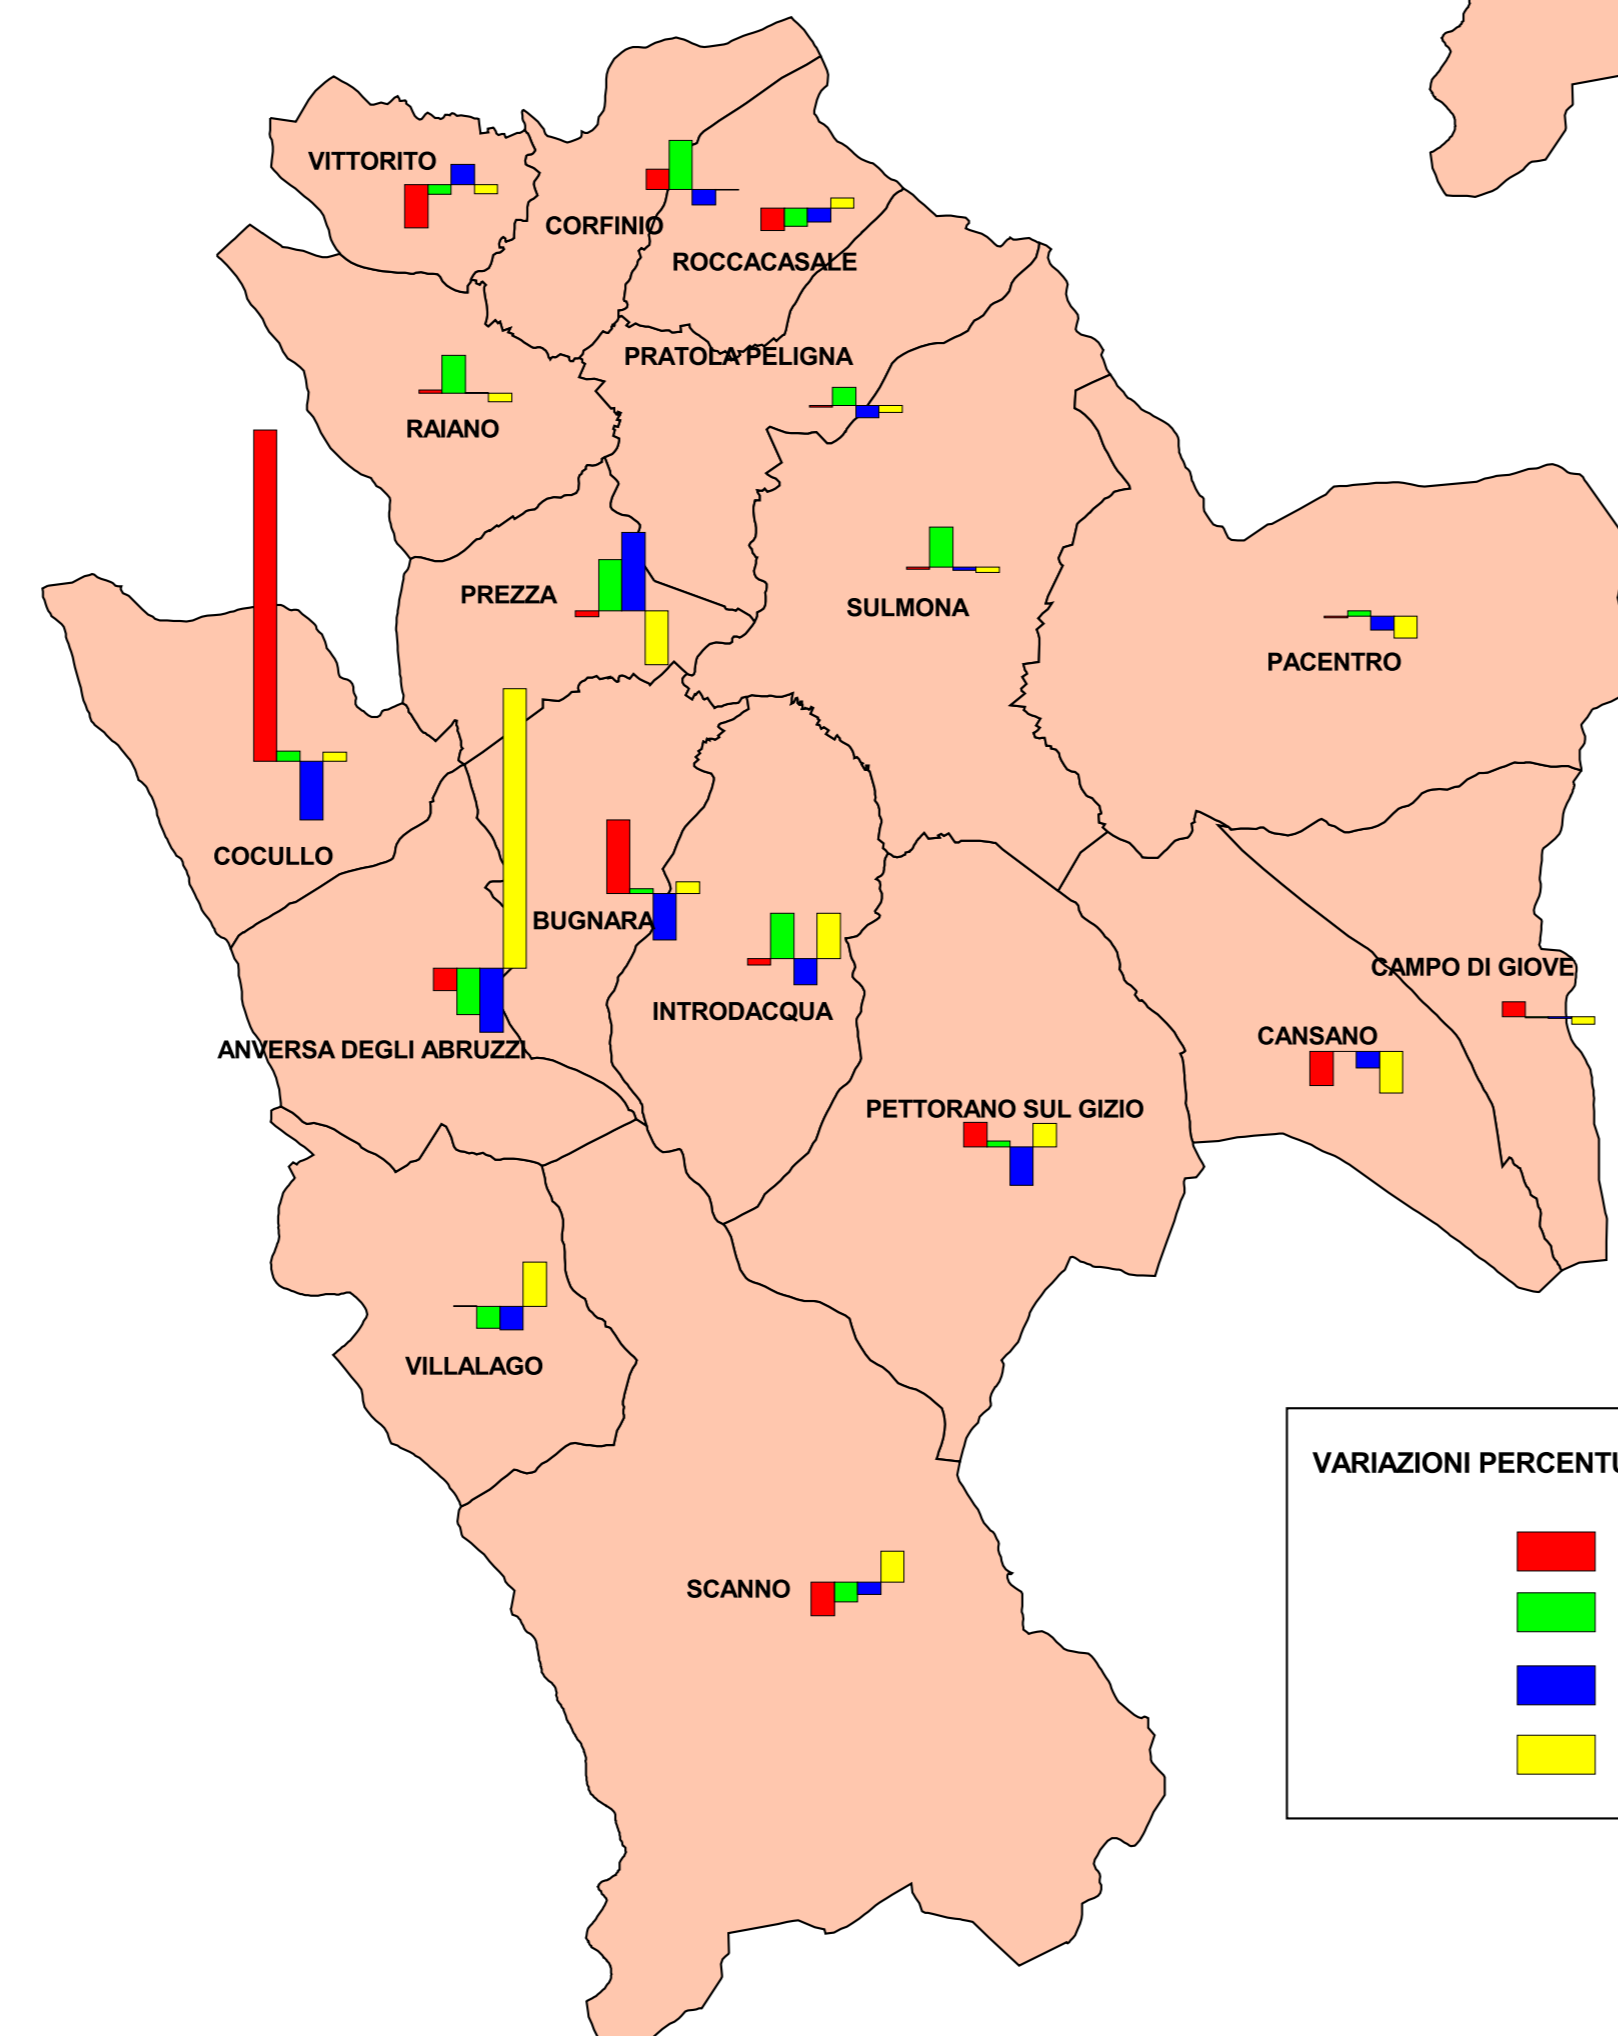 VITTORITO
CORFINIO
ROCCACASALE
PRATOLA PELIGNA
RAIANO
PREZZA
SULMONA
PACENTRO
COCULLO
BUGNARA
CAMPO DI GIOVE
INTRODACQUA
CANSANO
ANVERSA DEGLI ABRUZZI
PETTORANO SUL GIZIO
VILLALAGO
VARIAZIONI
SCANNO